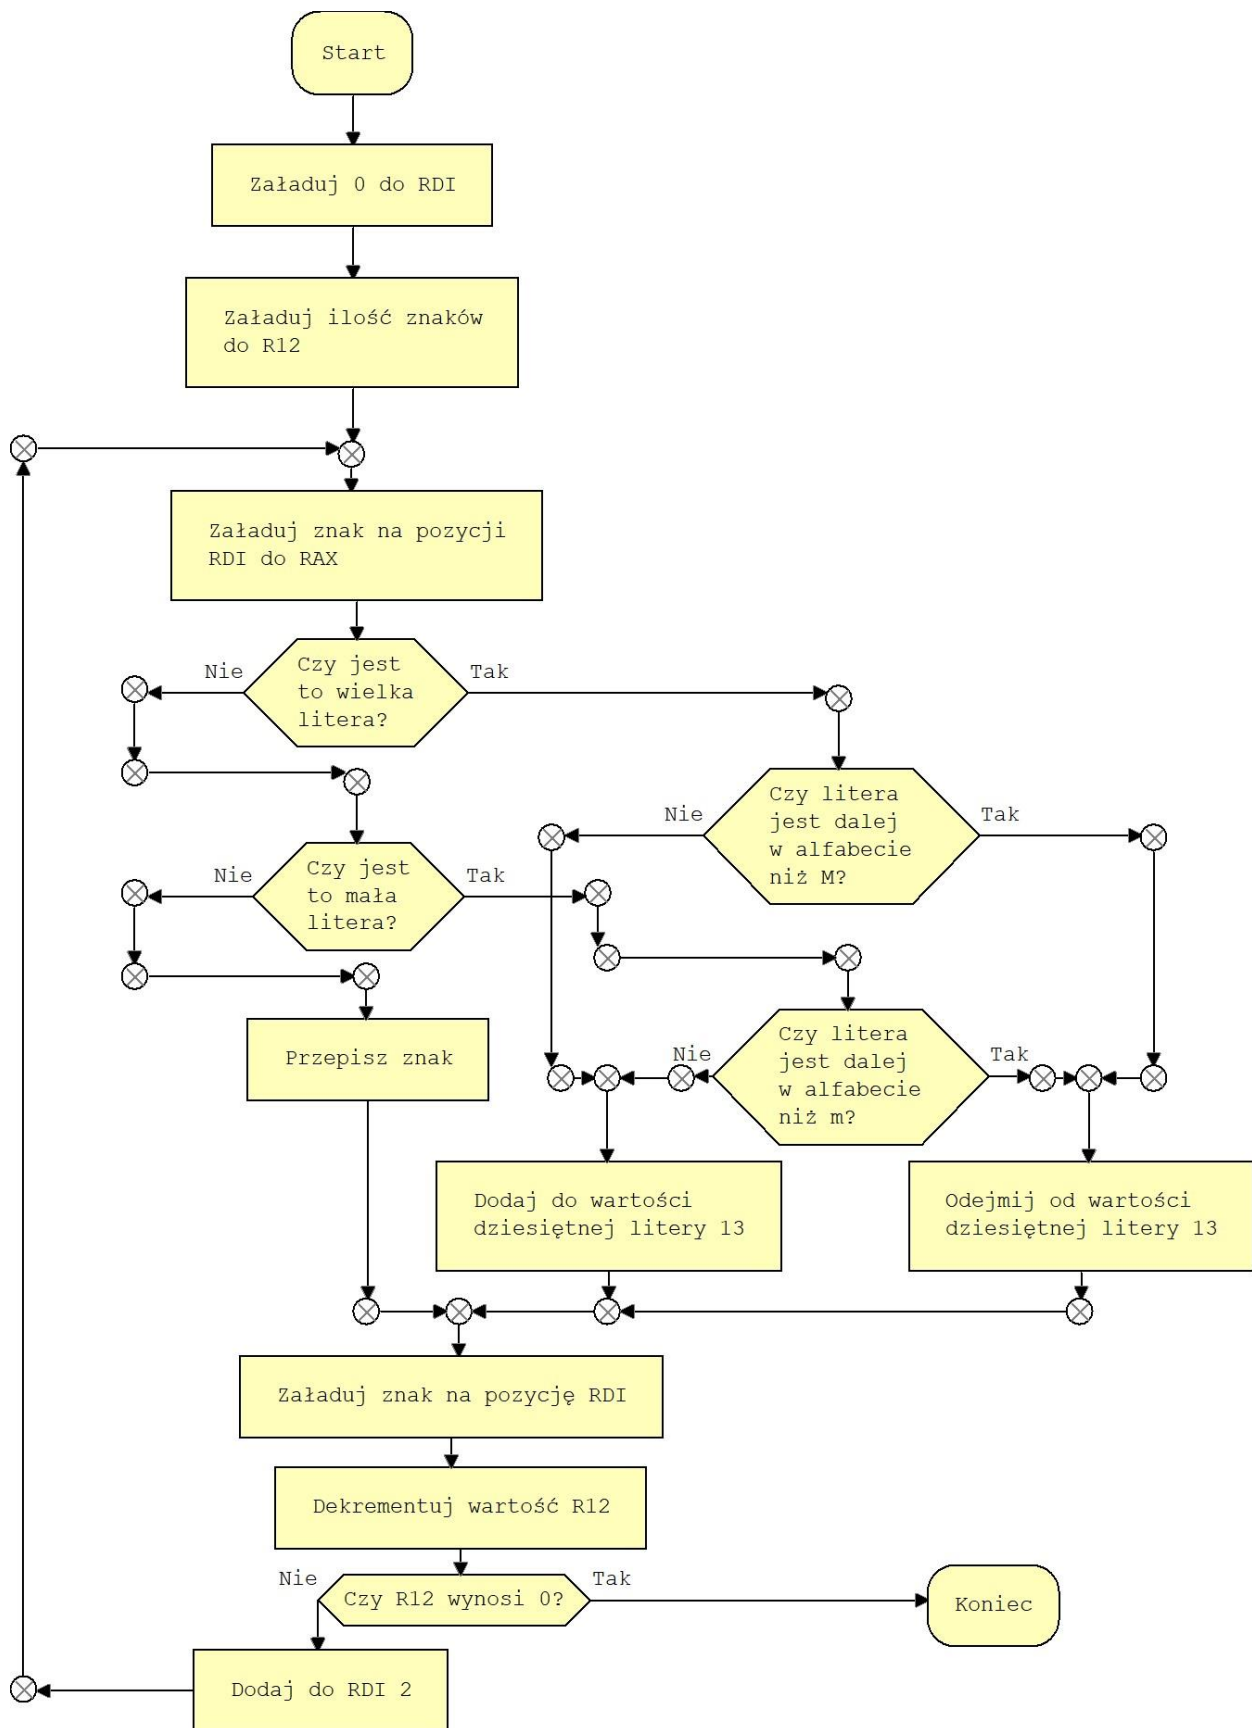 Start
Załaduj 0 do RDI
Załaduj ilość znaków
do R12
Załaduj znak na pozycji
RDI do RAX
Nie
Czy jest
to wielka
litera?
Tak
Nie
Czy litera
jest dalej
w alfabecie
niż M?
Tak
Nie
Czy jest
to mała
litera?
Tak
Nie
Czy litera
jest dalej
w alfabecie
niż m?
Tak
Przepisz znak
Dodaj do wartości
dziesiętnej litery 13
Odejmij od wartości
dziesiętnej litery 13
Załaduj znak na pozycję RDI
Dekrementuj wartość R12
Nie
Czy R12 wynosi 0?
Tak
Koniec
Dodaj do RDI 2